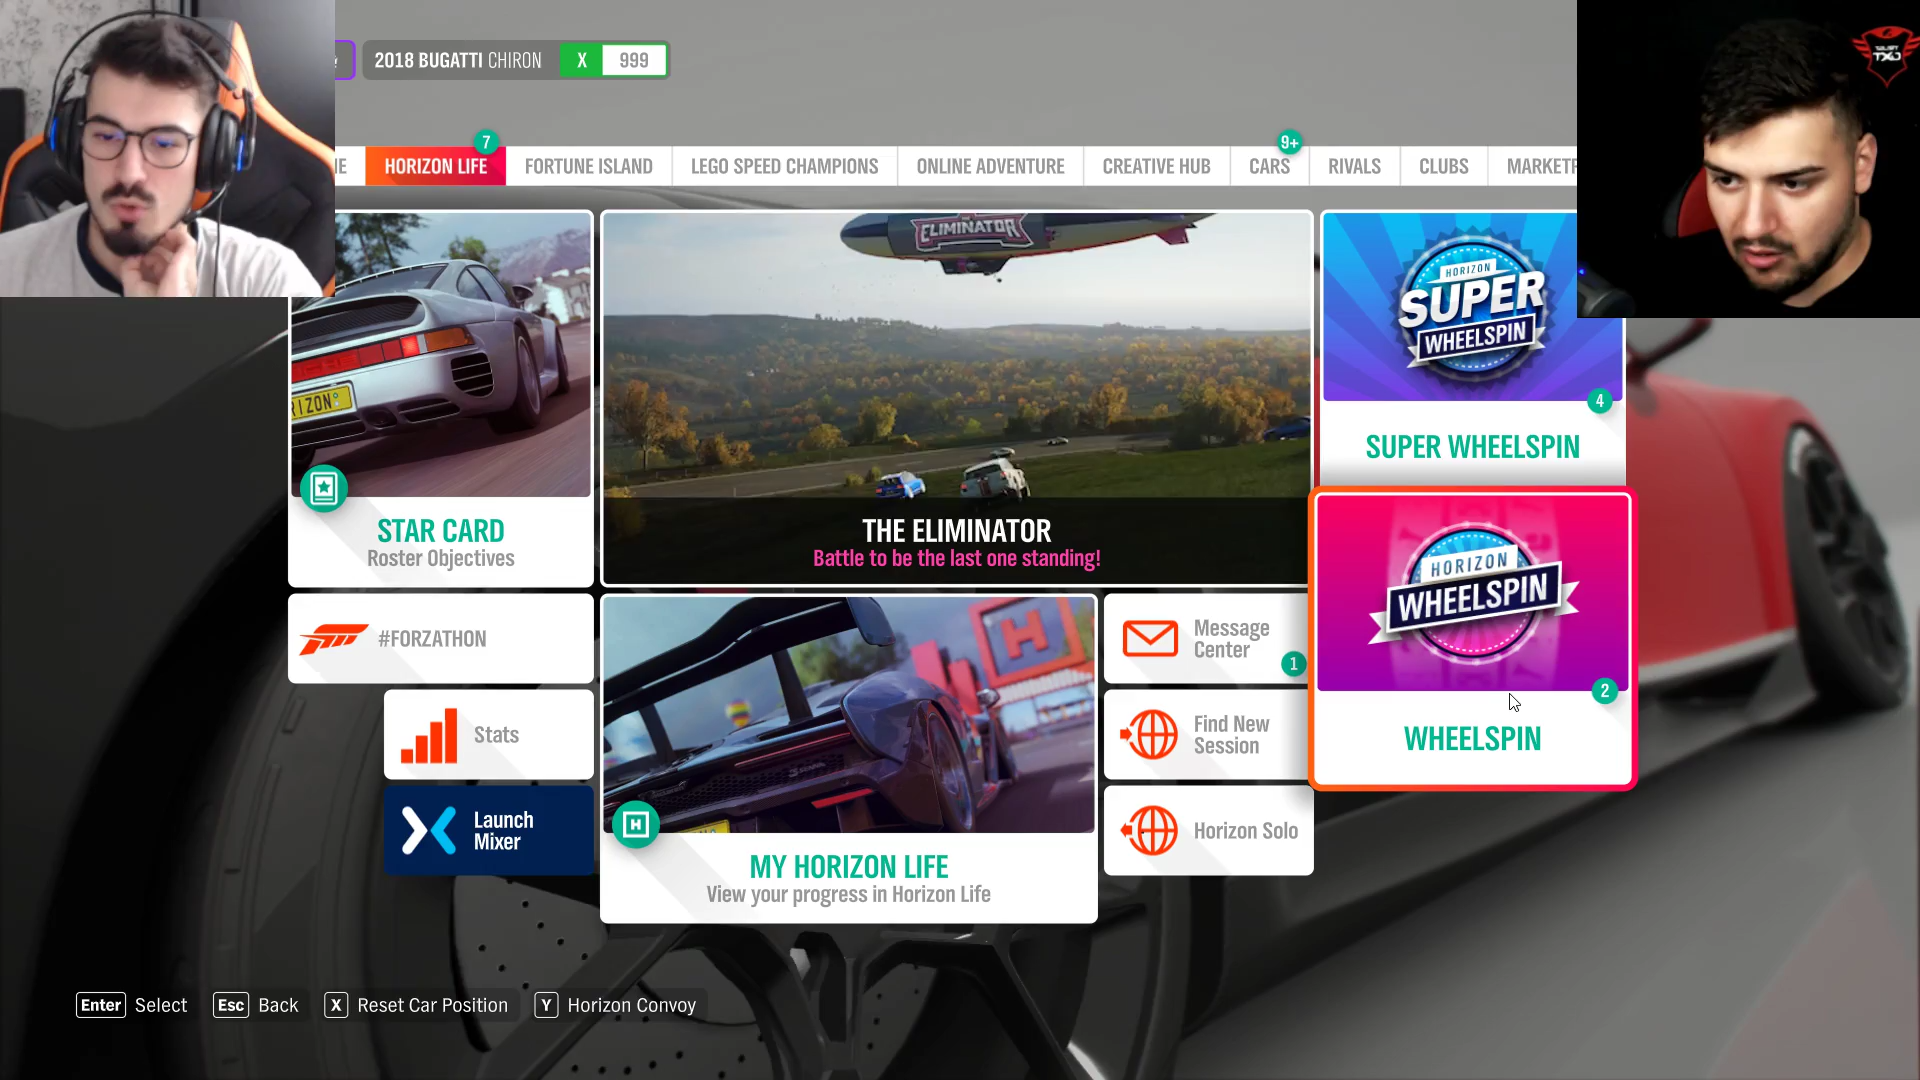 2018 BUGATTI CHIRON X 999
7
9+
HORIZON LIFE FORTUNE ISLAND LEGO SPEED CHAMPIONS ONLINE ADVENTURE CREATIVE HUB CARS RIVALS CLUBS
TXJ
THE ELIMINATOR
HORIZON
SUPER
WHEELSPIN
4
SUPER WHEELSPIN
STAR CARD
Roster Objectives
THE ELIMINATOR
Battle to be the last one standing!
HORIZON
WHEELSPIN
2
WHEELSPIN
#FORZATHON
Stats
Launch
Mixer
H
H
MY HORIZON LIFE
View your progress in Horizon Life
Message
Center
1
Find New
Session
Horizon Solo
Enter Select Esc Back X Reset Car Position Y Horizon Convoy